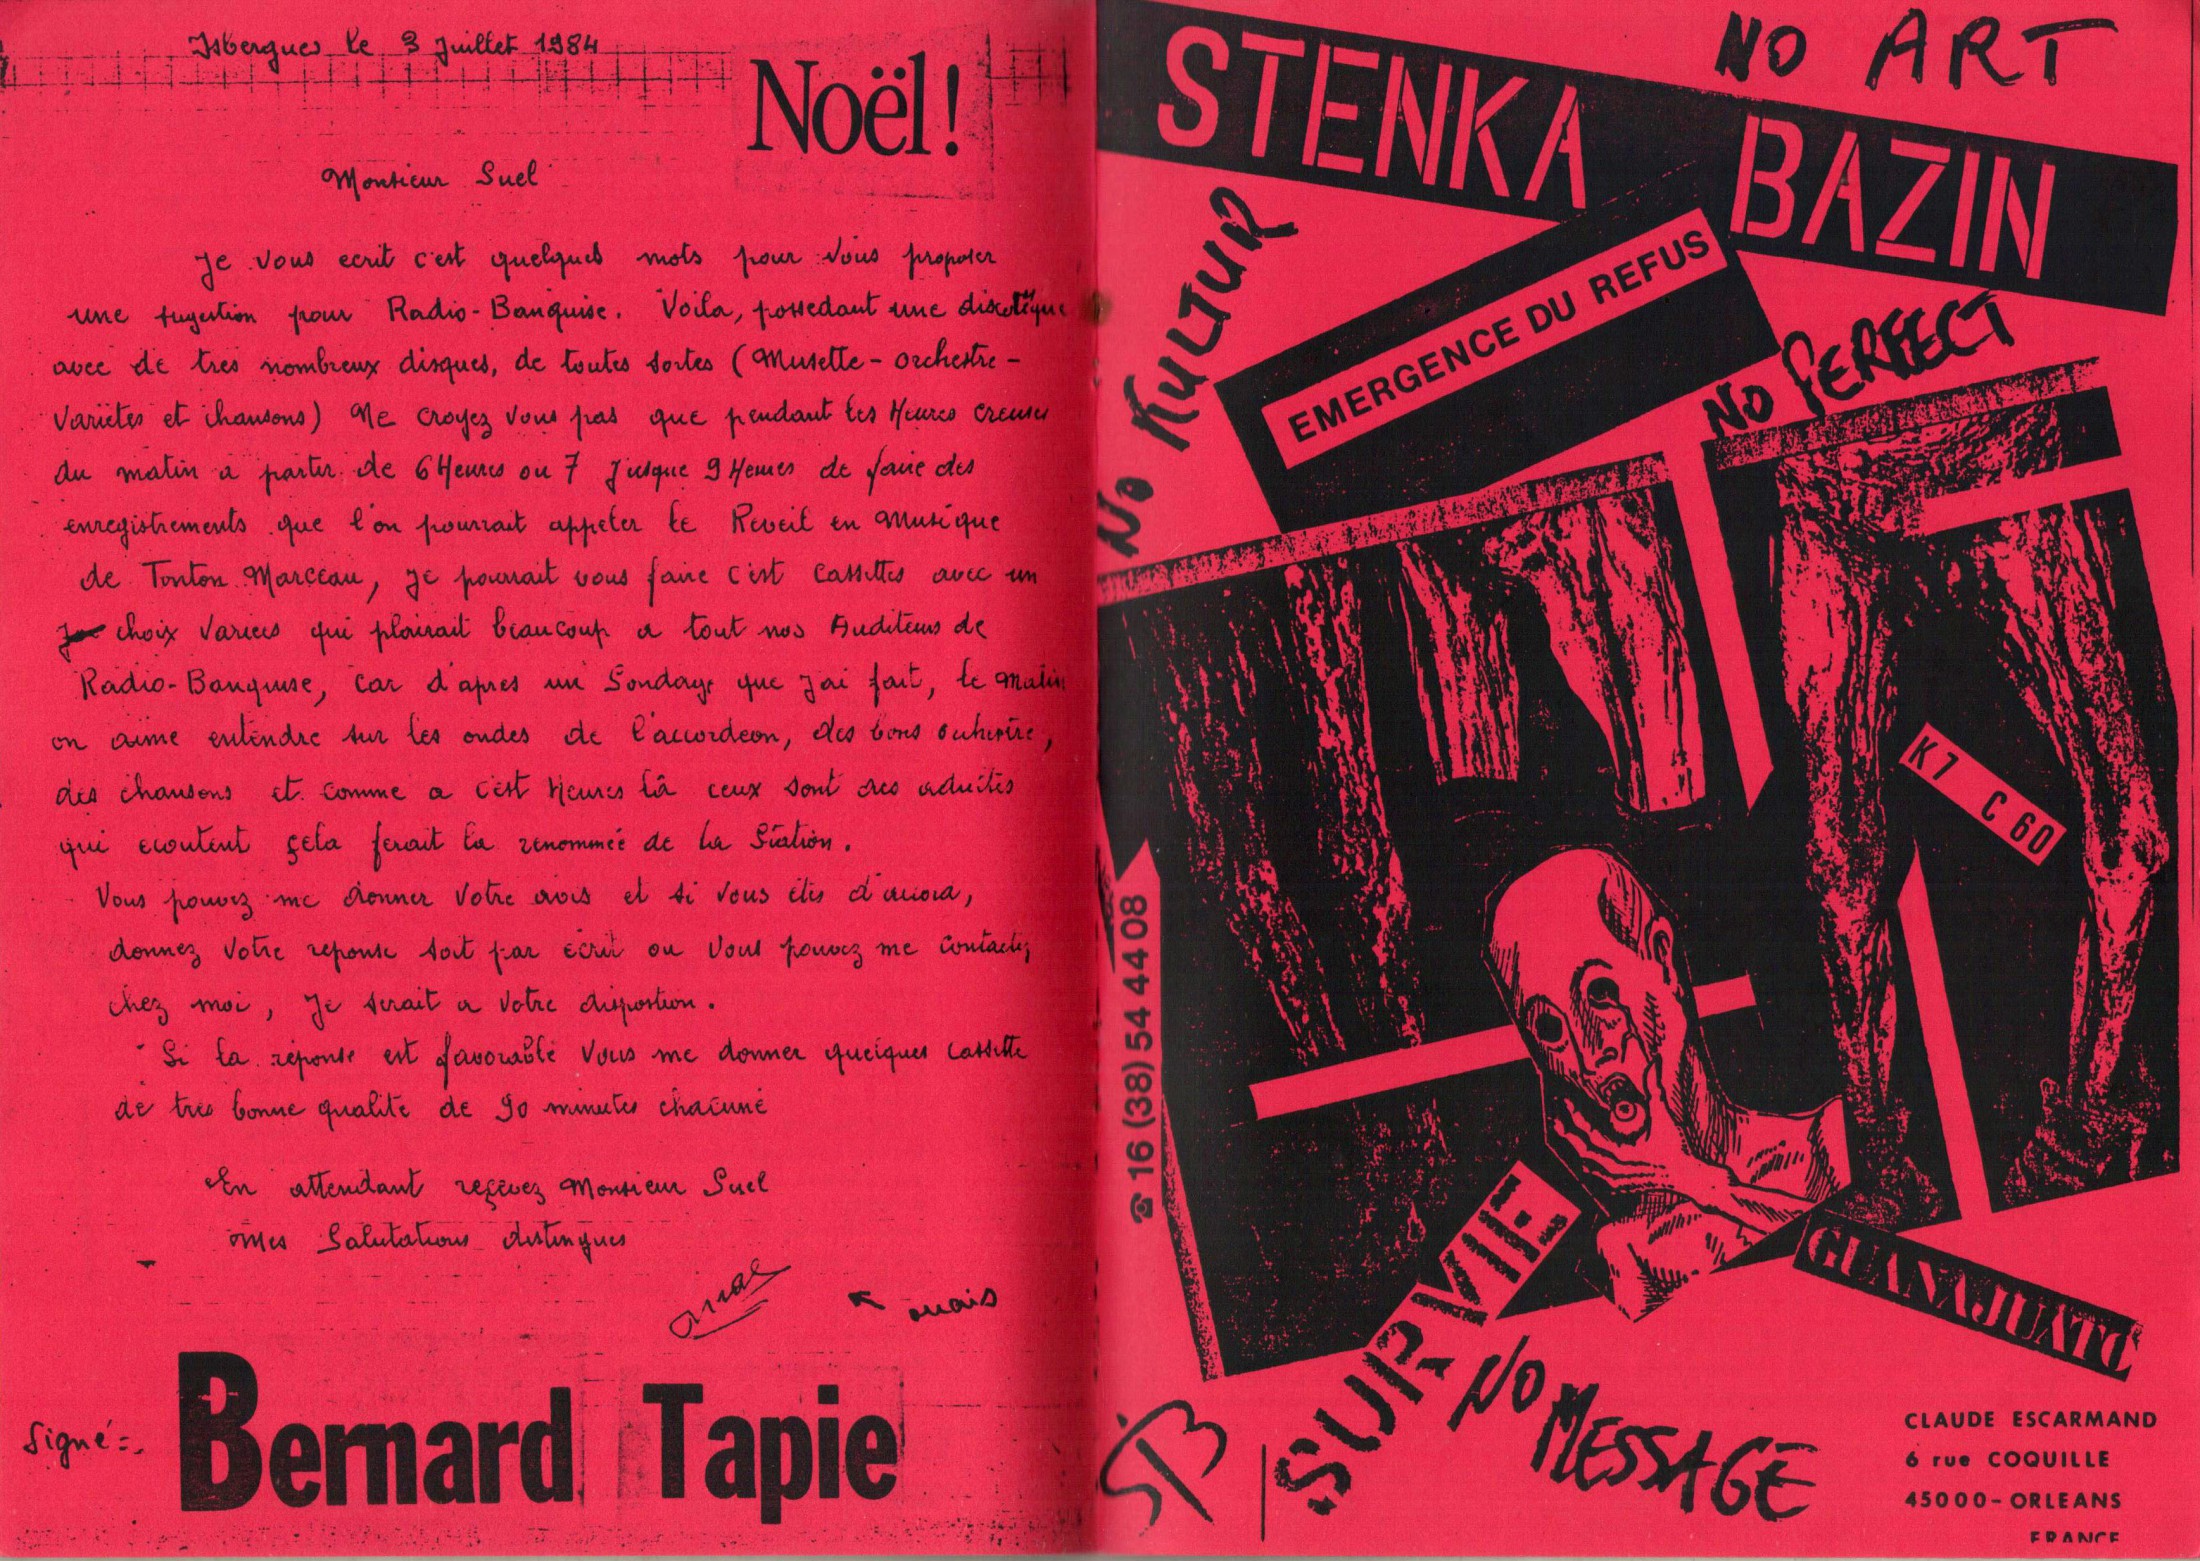 Isbergues le 3 Juillet 1984
Noël !
Monsieur Suel
Je vous ecrit c'est quelques mots pour vous proposer
une sugestion pour Radio-Banquise. Voila, possedant une discotèque
avec de tres nombreux disques, de toutes sortes (Musette - orchestre -
Varietes et chansons) Ne croyez vous pas que pendant les Heures creuses
du matin a partir de 6 Heures ou 7 Jusque 9 Heures de faire des
enregistrements que l'on pourrait appeler le Reveil en Musique
de Tonton Marceau, Je pourrait vous faire c'est cassettes avec un
choix variees qui plairait beaucoup a tout nos Auditeurs de
Radio-Banquise, car d'apres un Sondage que J'ai fait, le matin
on aime entendre sur les ondes de l'accordeon, des bons orchestre,
des chansons et comme a c'est Heures là ceux sont des adultes
qui ecoutent çela ferait la renommée de la Station.
Vous pouvez me donner votre avis et si vous êtes d'accord,
donnez votre reponse soit par écrit ou vous pouvez me contactez
chez moi, Je serait a votre dispostion.
Si la réponse est favorable vous me donner quelques cassette
de tres bonne qualité de 90 minutes chacune
En attendant reçevez Monsieur Suel
Mes Salutations distingues
ouais
Signé :
Bernard Tapie
NO ART
STENKA BAZIN
NO KULTUR
EMERGENCE DU REFUS
NO PERFECT
K7 C 60
☎ 16 (38) 54 44 08
GUANAJUATO
SURVIE
NO MESSAGE
SB
CLAUDE ESCARMAND
6 rue COQUILLE
45000-ORLEANS
FRANCE